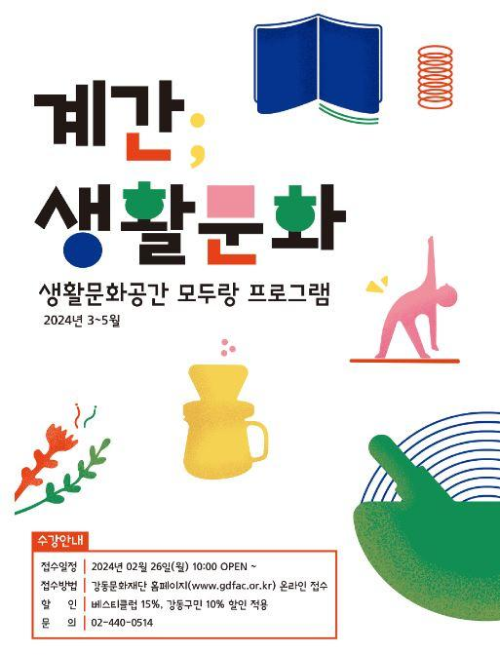 계간;
생활문화
생활문화공간 모두랑 프로그램
2024년 3~5월
수강안내
접수일정 2024년 02월 26일(월) 10:00 OPEN ~
접수방법 강동문화재단 홈페이지(www.gdfac.or.kr) 온라인 접수
할 인 베스티클럽 15%, 강동구민 10% 할인 적용
문 의 02-440-0514